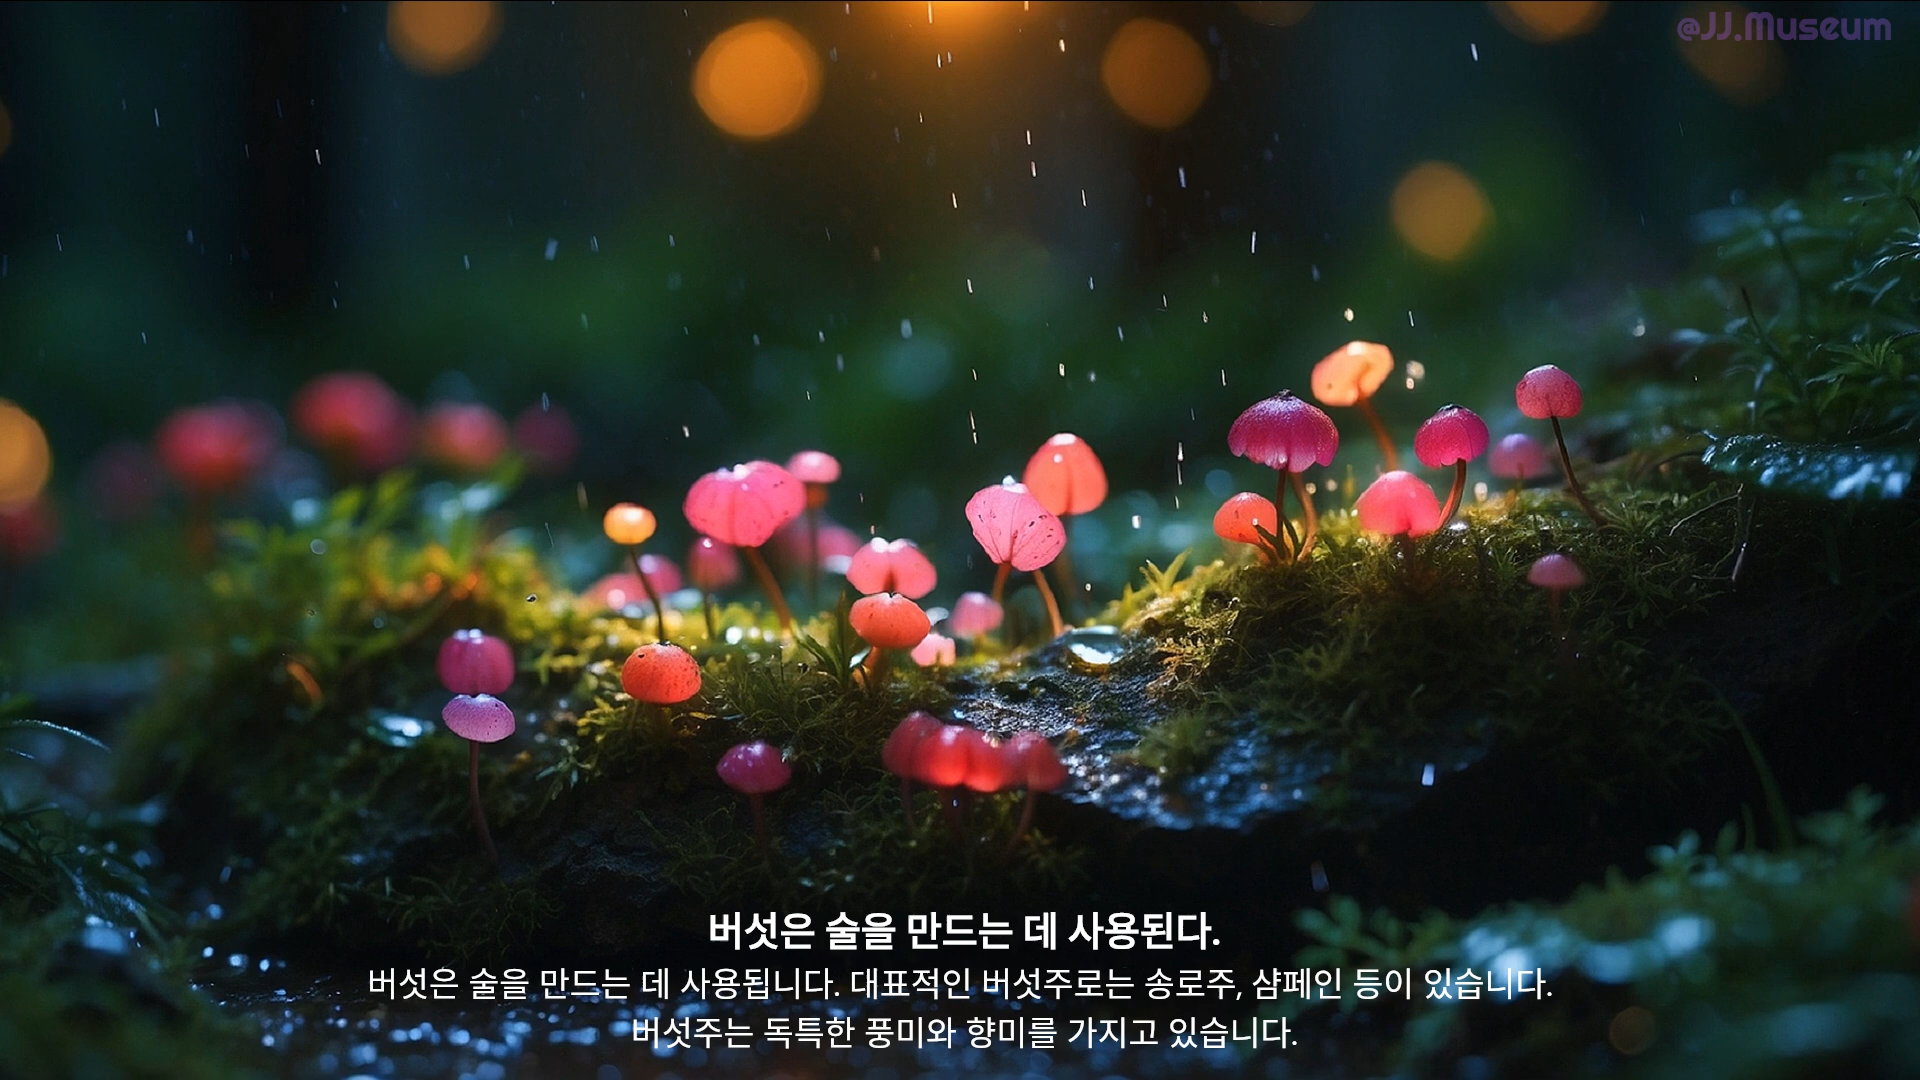 @JJ.Museum
버섯은 술을 만드는 데 사용된다.
버섯은 술을 만드는 데 사용됩니다. 대표적인 버섯주로는 송로주, 샴페인 등이 있습니다.
버섯주는 독특한 풍미와 향미를 가지고 있습니다.